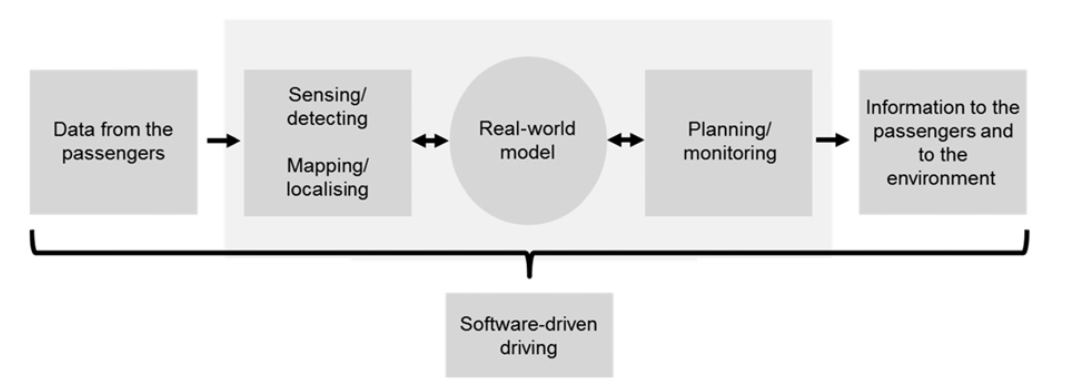 Data from the
passengers
Sensing/
detecting
Mapping/
localising
Real-world
model
Planning/
monitoring
Information to the
passengers and
to the
environment
Software-driven
driving